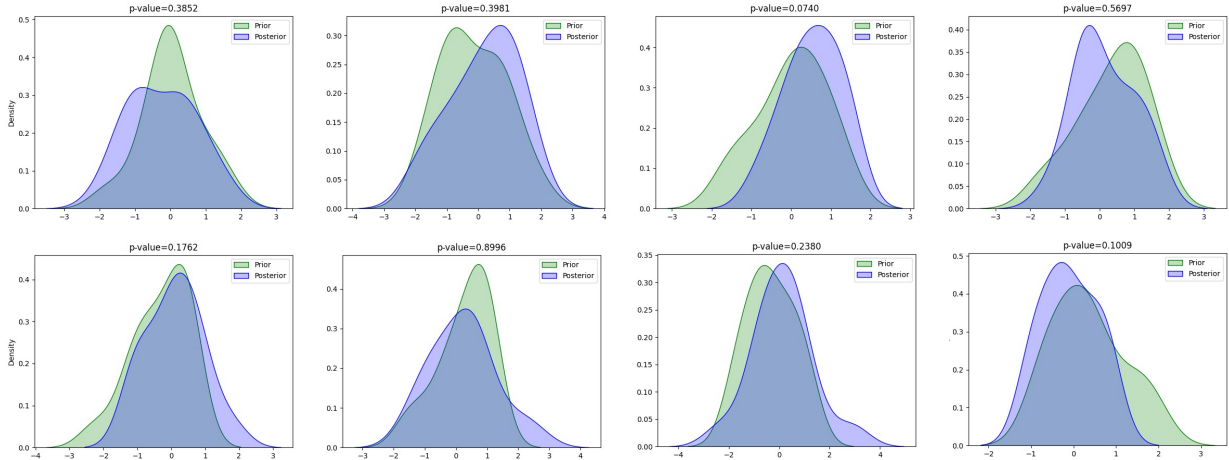 p-value=0.3852
p-value=0.3981
p-value=0.0740
p-value=0.5697
Density
0.5
0.4
0.3
0.2
0.1
0.0
Prior
Posterior
−3 −2 −1 0 1 2 3
0.30
0.25
0.20
0.15
0.10
0.05
0.00
Prior
Posterior
−4 −3 −2 −1 0 1 2 3 4
0.4
0.3
0.2
0.1
0.0
Prior
Posterior
−3 −2 −1 0 1 2 3
0.40
0.35
0.30
0.25
0.20
0.15
0.10
0.05
0.00
Prior
Posterior
−3 −2 −1 0 1 2 3
p-value=0.1762
p-value=0.8996
p-value=0.2380
p-value=0.1009
Density
0.4
0.3
0.2
0.1
0.0
Prior
Posterior
−4 −3 −2 −1 0 1 2 3
0.4
0.3
0.2
0.1
0.0
Prior
Posterior
−3 −2 −1 0 1 2 3 4
0.35
0.30
0.25
0.20
0.15
0.10
0.05
0.00
Prior
Posterior
−4 −2 0 2 4
0.5
0.4
0.3
0.2
0.1
0.0
Prior
Posterior
−2 −1 0 1 2 3